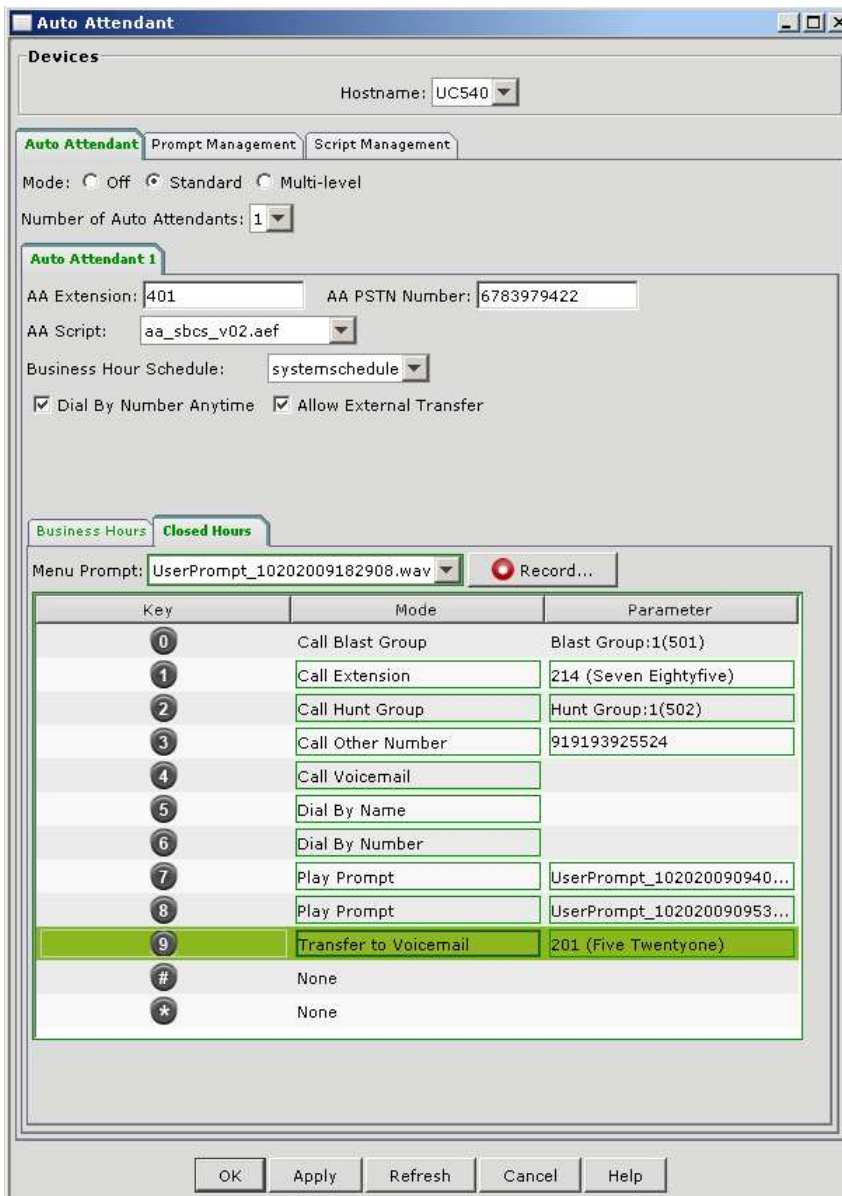 Auto Attendant
Devices
Hostname: UC540
Auto Attendant Prompt Management Script Management
Mode: Off Standard Multi-level
Number of Auto Attendants: 1
Auto Attendant 1
AA Extension: 401 AA PSTN Number: 6783979422
AA Script: aa_sbcs_v02.aef
Business Hour Schedule: systemschedule
Dial By Number Anytime Allow External Transfer
Business Hours Closed Hours
Menu Prompt: UserPrompt_10202009182908.wav Record...
Key Mode Parameter
0 Call Blast Group Blast Group:1(501)
1 Call Extension 214 (Seven Eightyfive)
2 Call Hunt Group Hunt Group:1(502)
3 Call Other Number 919193925524
4 Call Voicemail
5 Dial By Name
6 Dial By Number
7 Play Prompt UserPrompt_102020090940...
8 Play Prompt UserPrompt_102020090953...
9 Transfer to Voicemail 201 (Five Twentyone)
# None
* None
OK Apply Refresh Cancel Help